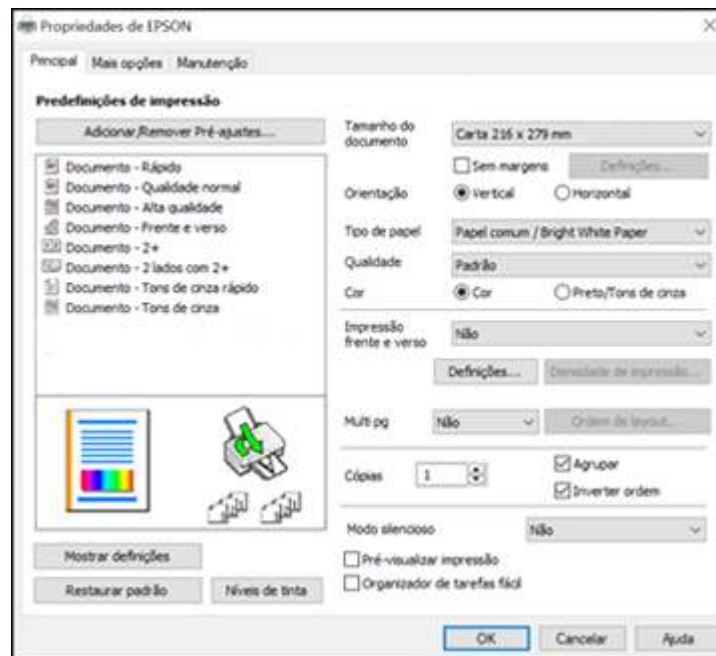 Propriedades de EPSON
Principal Mais opções Manutenção
Predefinições de impressão
Adicionar/Remover Pré-ajustes...
Documento - Rápido
Documento - Qualidade normal
Documento - Alta qualidade
Documento - Frente e verso
Documento - 2+
Documento - 2 lados com 2+
Documento - Tons de cinza rápido
Documento - Tons de cinza
Mostrar definições
Restaurar padrão Níveis de tinta
Tamanho do
documento
Carta 216 x 279 mm
Sem margens Definições...
Orientação Vertical Horizontal
Tipo de papel Papel comum / Bright White Paper
Qualidade Padrão
Cor Cor Preto/Tons de cinza
Impressão
frente e verso
Não
Definições... Densidade de impressão...
Multi pg Não Ordem de layout...
Cópias 1 Agrupar
Inverter ordem
Modo silencioso Não
Pré-visualizar impressão
Organizador de tarefas fácil
OK Cancelar Ajuda